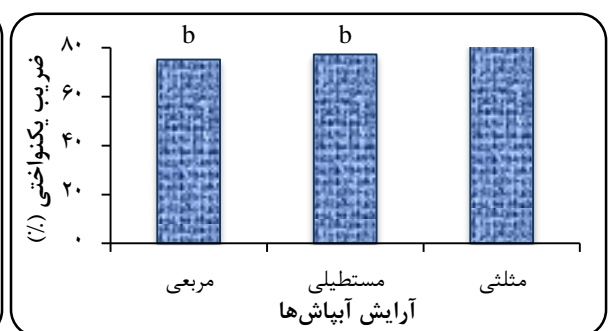 b b
ضریب یکنواختی (%)
۸۰
۶۰
۴۰
۲۰
۰
مربعی مستطیلی مثلثی
آرایش آبپاش‌ها